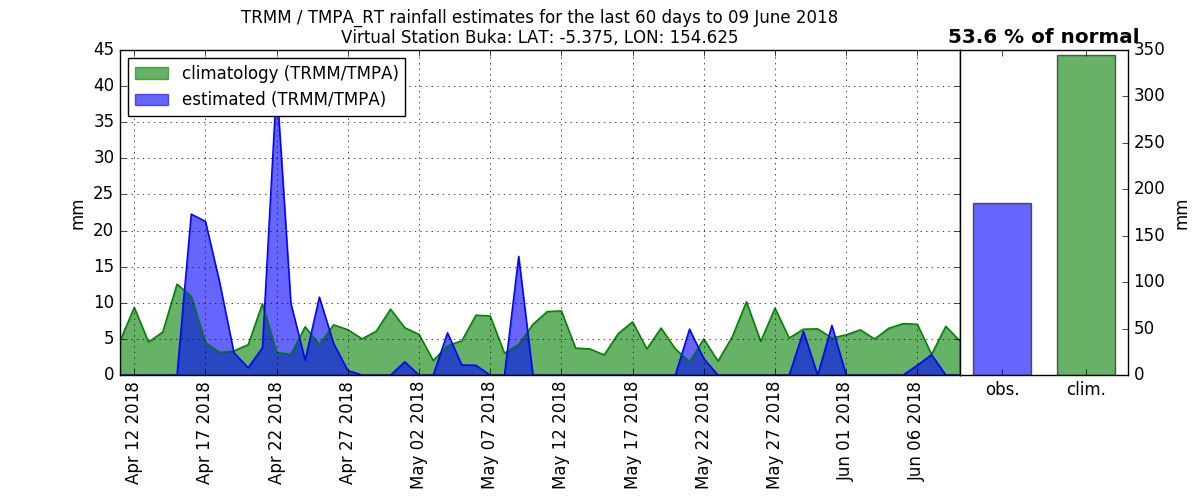 TRMM / TMPA_RT rainfall estimates for the last 60 days to 09 June 2018
Virtual Station Buka: LAT: -5.375, LON: 154.625
53.6 % of normal
climatology (TRMM/TMPA)
estimated (TRMM/TMPA)
mm
45
40
35
30
25
20
15
10
5
0
Apr 12 2018
Apr 17 2018
Apr 22 2018
Apr 27 2018
May 02 2018
May 07 2018
May 12 2018
May 17 2018
May 22 2018
May 27 2018
Jun 01 2018
Jun 06 2018
obs.
clim.
350
300
250
200
150
100
50
0
mm